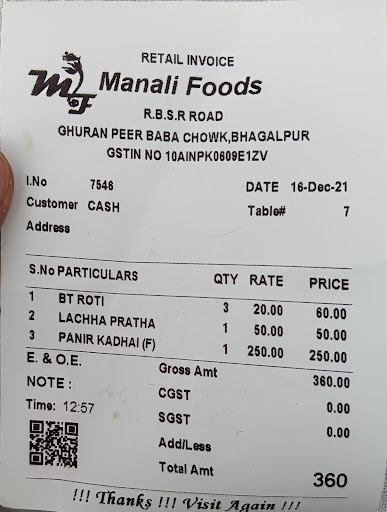 RETAIL INVOICE
MF Manali Foods
R.B.S.R ROAD
GHURAN PEER BABA CHOWK,BHAGALPUR
GSTIN NO 10AINPK0609E1ZV
I.No 7546 DATE 16-Dec-21
Customer CASH Table# 7
Address
S.No PARTICULARS QTY RATE PRICE
1 BT ROTI 3 20.00 60.00
2 LACHHA PRATHA 1 50.00 50.00
3 PANIR KADHAI (F) 1 250.00 250.00
E. & O.E. Gross Amt 360.00
NOTE : CGST 0.00
Time: 12:57 SGST 0.00
Add/Less
Total Amt 360
!!! Thanks !!! Visit Again !!!